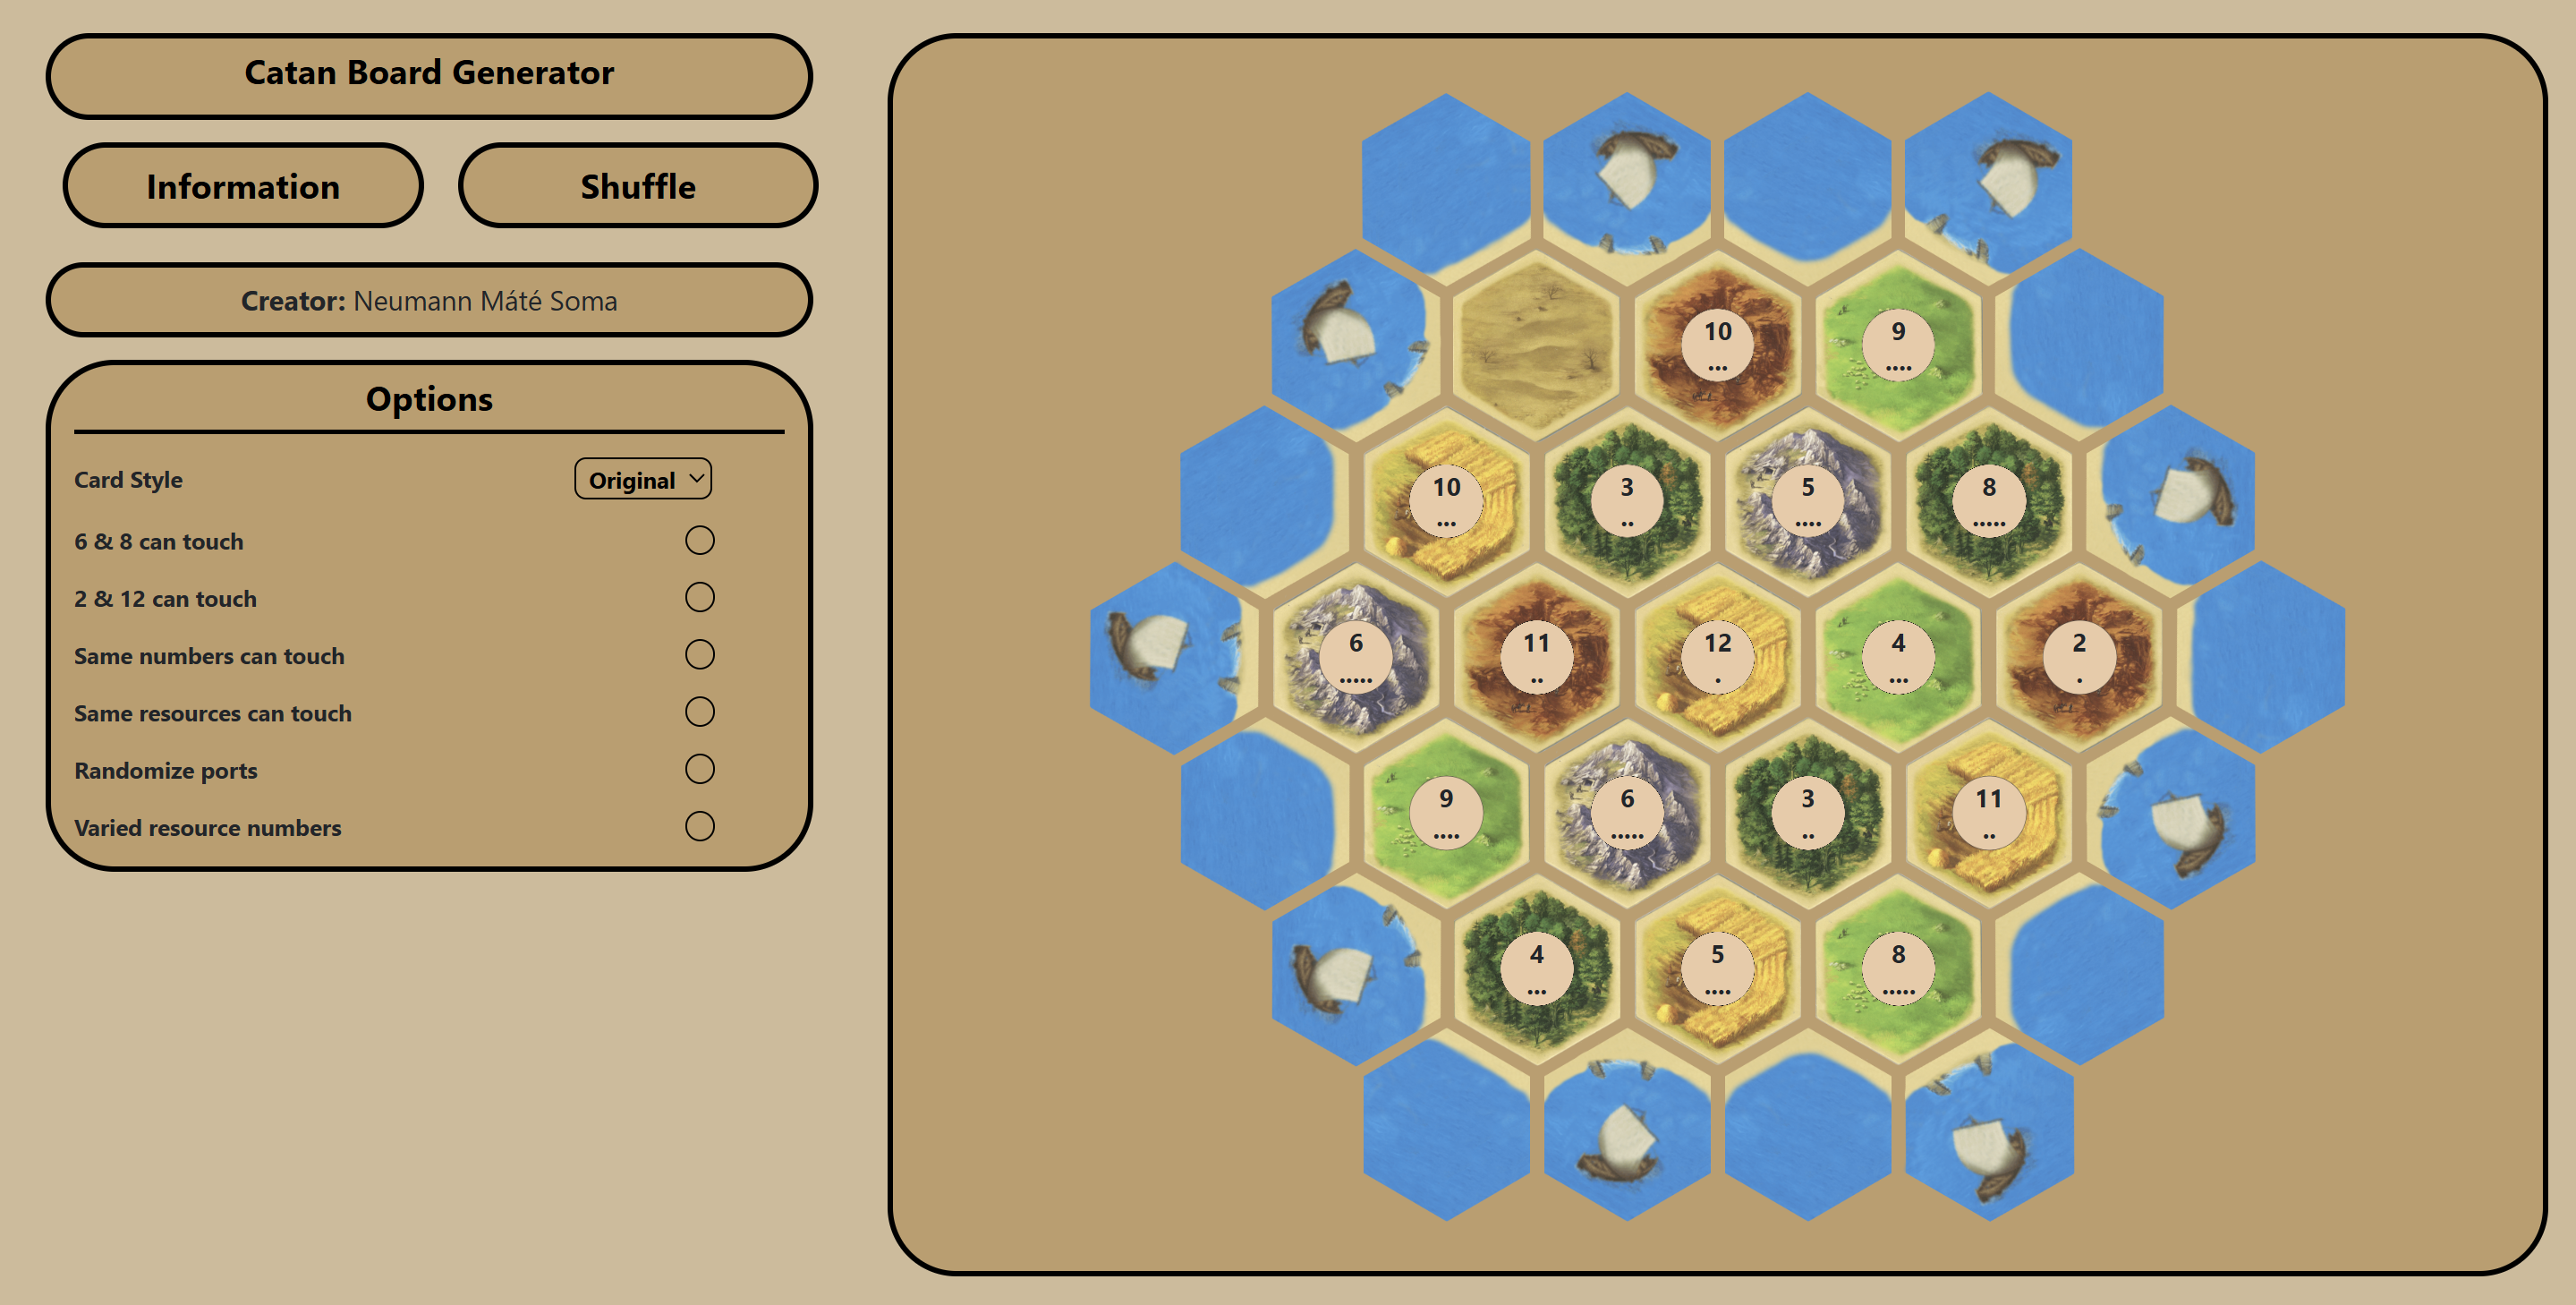 Catan Board Generator
Information
Shuffle
Creator: Neumann Máté Soma
Options
Card Style
Original
6 & 8 can touch
2 & 12 can touch
Same numbers can touch
Same resources can touch
Randomize ports
Varied resource numbers
10
9
10
3
5
8
6
11
12
4
2
9
6
3
11
4
5
8